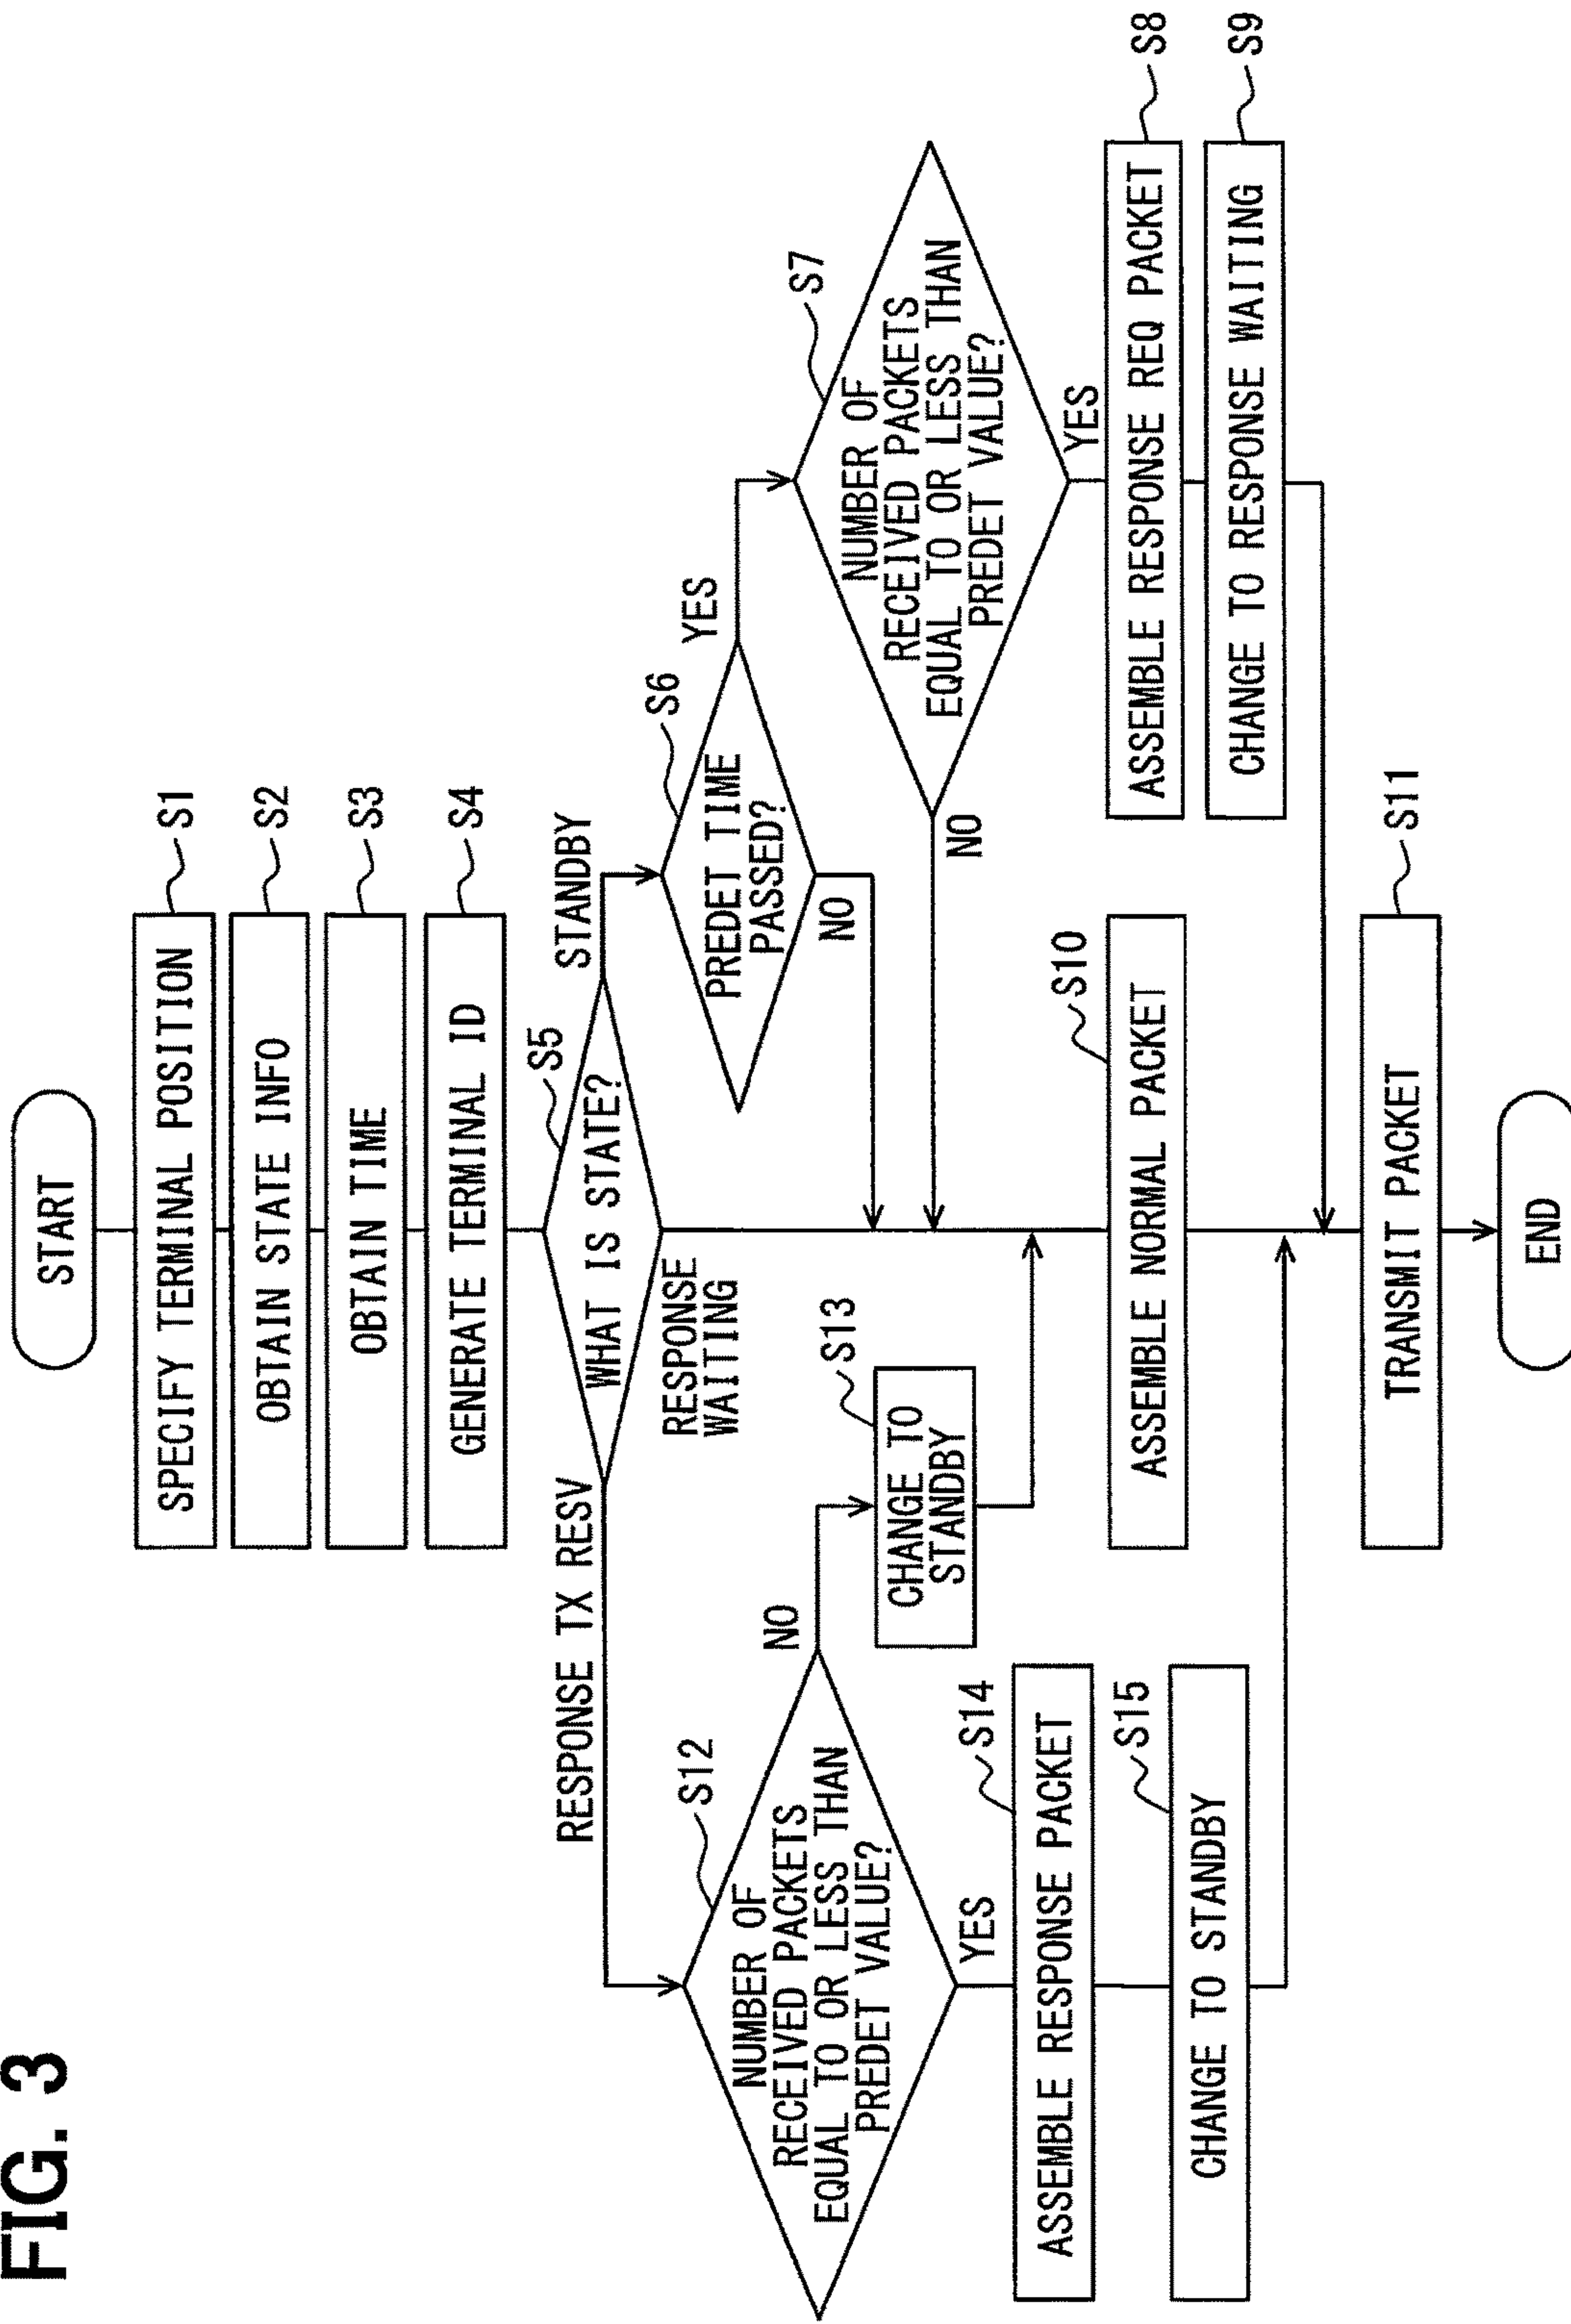 FIG. 3
START
SPECIFY TERMINAL POSITION
S1
OBTAIN STATE INFO
S2
OBTAIN TIME
S3
GENERATE TERMINAL ID
S4
WHAT IS STATE?
S5
RESPONSE TX RESV
RESPONSE
WAITING
STANDBY
PREDET TIME
PASSED?
S6
YES
NO
NUMBER OF
RECEIVED PACKETS
EQUAL TO OR LESS THAN
PREDET VALUE?
S7
NO
YES
ASSEMBLE RESPONSE REQ PACKET
S8
CHANGE TO RESPONSE WAITING
S9
NUMBER OF
RECEIVED PACKETS
EQUAL TO OR LESS THAN
PREDET VALUE?
S12
NO
YES
CHANGE TO
STANDBY
S13
ASSEMBLE RESPONSE PACKET
S14
CHANGE TO STANDBY
S15
ASSEMBLE NORMAL PACKET
S10
TRANSMIT PACKET
S11
END